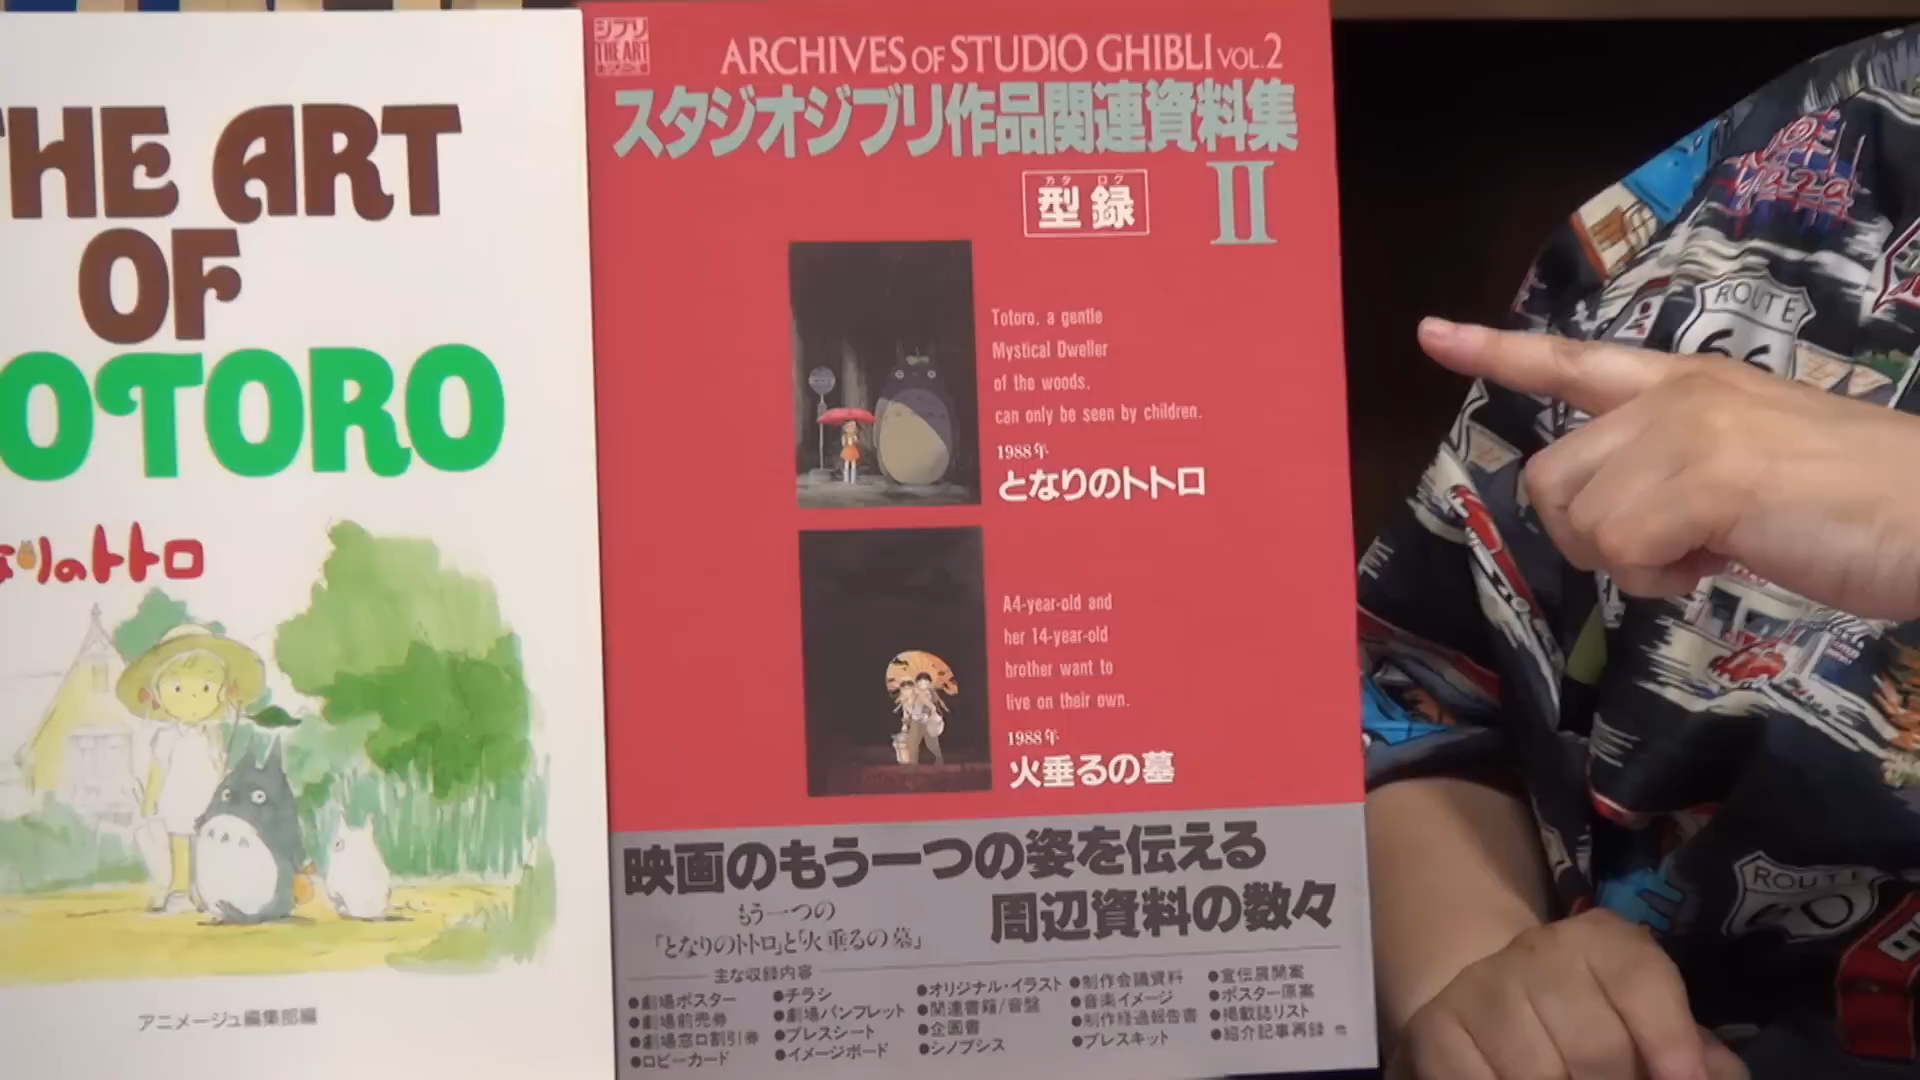 THE ART
OF
TOTORO
なりのトトロ
アニメージュ編集部編
ジブリ
THE ART
シリーズ
ARCHIVES OF STUDIO GHIBLI VOL.2
スタジオジブリ作品関連資料集
カタ ログ
型録
II
Totoro, a gentle
Mystical Dweller
of the woods,
can only be seen by children.
1988年
となりのトトロ
A4-year-old and
her 14-year-old
brother want to
live on their own.
1988年
火垂るの墓
映画のもう一つの姿を伝える
周辺資料の数々
もう一つの
「となりのトトロ」と「火垂るの墓」
主な収録内容
●劇場ポスター
●劇場前売券
●劇場窓口割引券
●ロビーカード
●チラシ
●劇場パンフレット
●プレスシート
●イメージボード
●オリジナル・イラスト
●関連書籍/音盤
●企画書
●シノプシス
●制作会議資料
●音楽イメージ
●制作経過報告書
●プレスキット
●宣伝展開案
●ポスター原案
●掲載誌リスト
●紹介記事再録 他
ROUTE
66
ROUTE